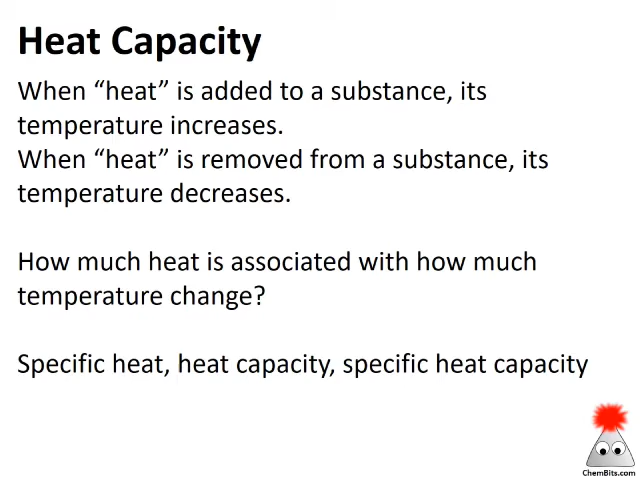 Heat Capacity
When “heat” is added to a substance, its
temperature increases.
When “heat” is removed from a substance, its
temperature decreases.
How much heat is associated with how much
temperature change?
Specific heat, heat capacity, specific heat capacity
ChemBits.com